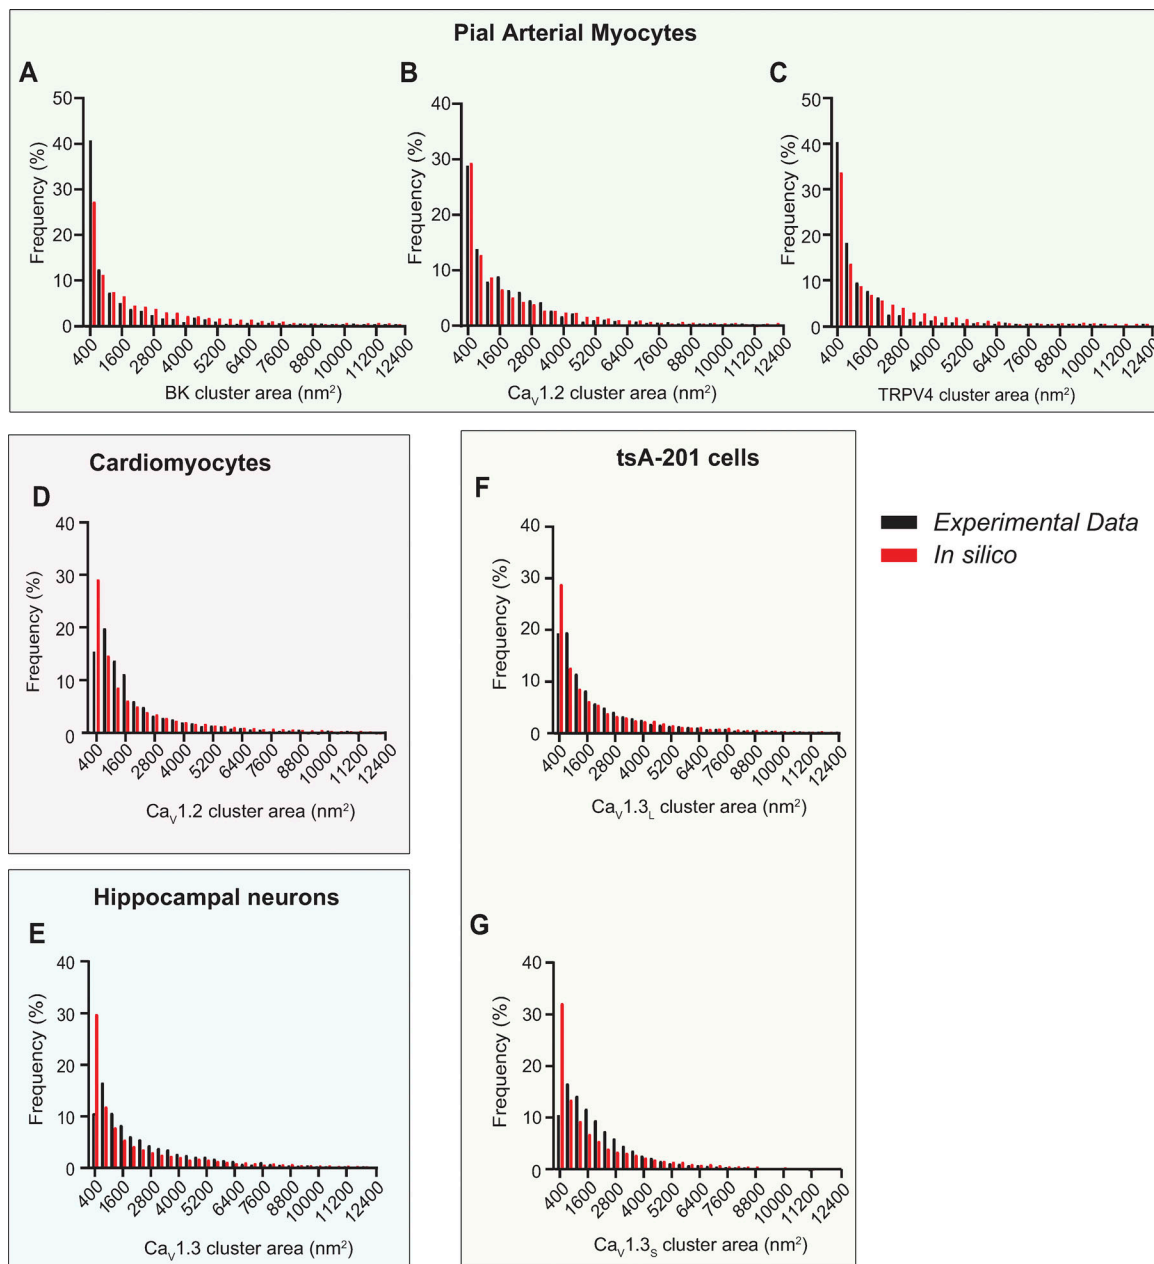 Pial Arterial Myocytes
A
50
40
30
20
10
0
Frequency (%)
400 1600 2800 4000 5200 6400 7600 8800 10000 11200 12400
BK cluster area (nm²)
B
40
30
20
10
0
Frequency (%)
400 1600 2800 4000 5200 6400 7600 8800 10000 11200 12400
Caᵥ1.2 cluster area (nm²)
C
50
40
30
20
10
0
Frequency (%)
400 1600 2800 4000 5200 6400 7600 8800 10000 11200 12400
TRPV4 cluster area (nm²)
Cardiomyocytes
D
40
30
20
10
0
Frequency (%)
400 1600 2800 4000 5200 6400 7600 8800 10000 11200 12400
Caᵥ1.2 cluster area (nm²)
tsA-201 cells
F
40
30
20
10
0
Frequency (%)
400 1600 2800 4000 5200 6400 7600 8800 10000 11200 12400
Caᵥ1.3L cluster area (nm²)
Experimental Data
In silico
Hippocampal neurons
E
40
30
20
10
0
Frequency (%)
400 1600 2800 4000 5200 6400 7600 8800 10000 11200 12400
Caᵥ1.3 cluster area (nm²)
G
40
30
20
10
0
Frequency (%)
400 1600 2800 4000 5200 6400 7600 8800 10000 11200 12400
Caᵥ1.3S cluster area (nm²)